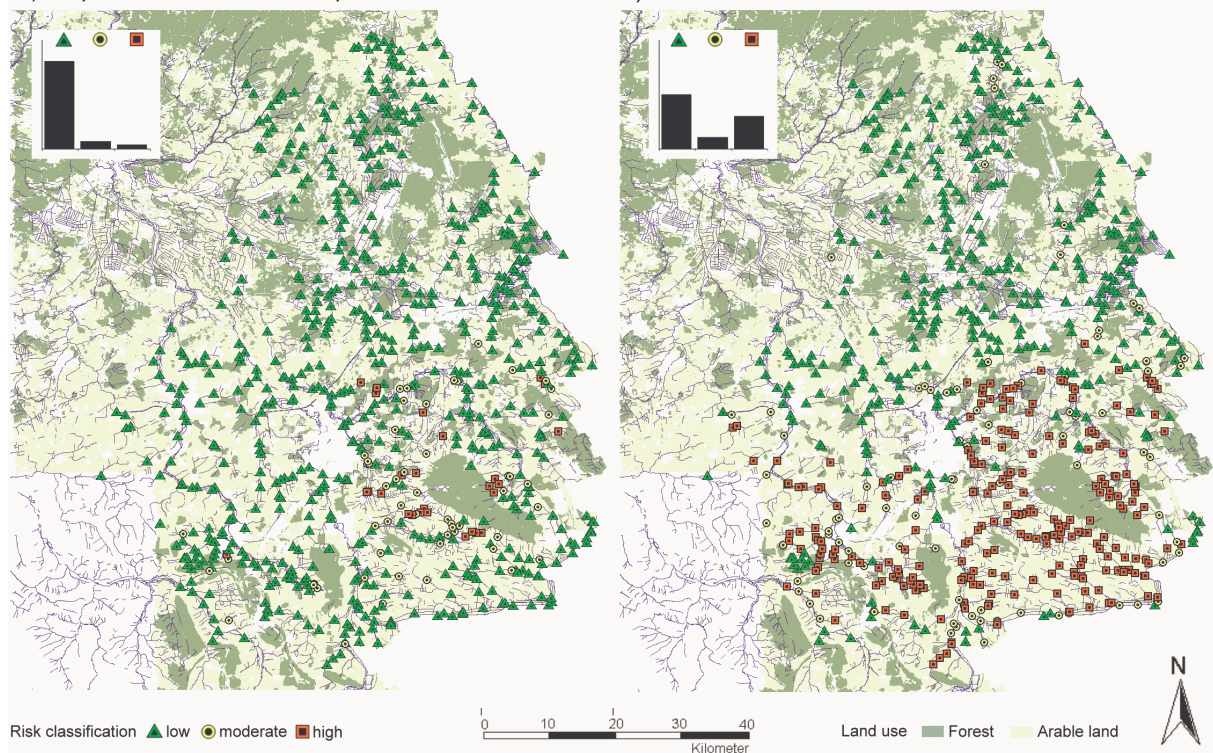 N
Risk classification low moderate high
0 10 20 30 40
Kilometer
Land use Forest Arable land